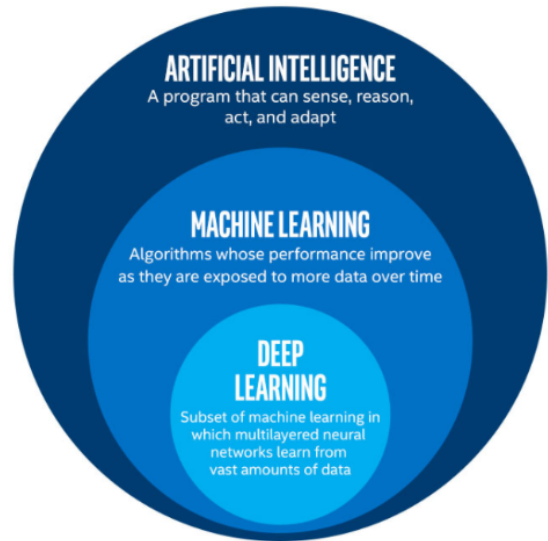 ARTIFICIAL INTELLIGENCE
A program that can sense, reason,
act, and adapt
MACHINE LEARNING
Algorithms whose performance improve
as they are exposed to more data over time
DEEP
LEARNING
Subset of machine learning in
which multilayered neural
networks learn from
vast amounts of data